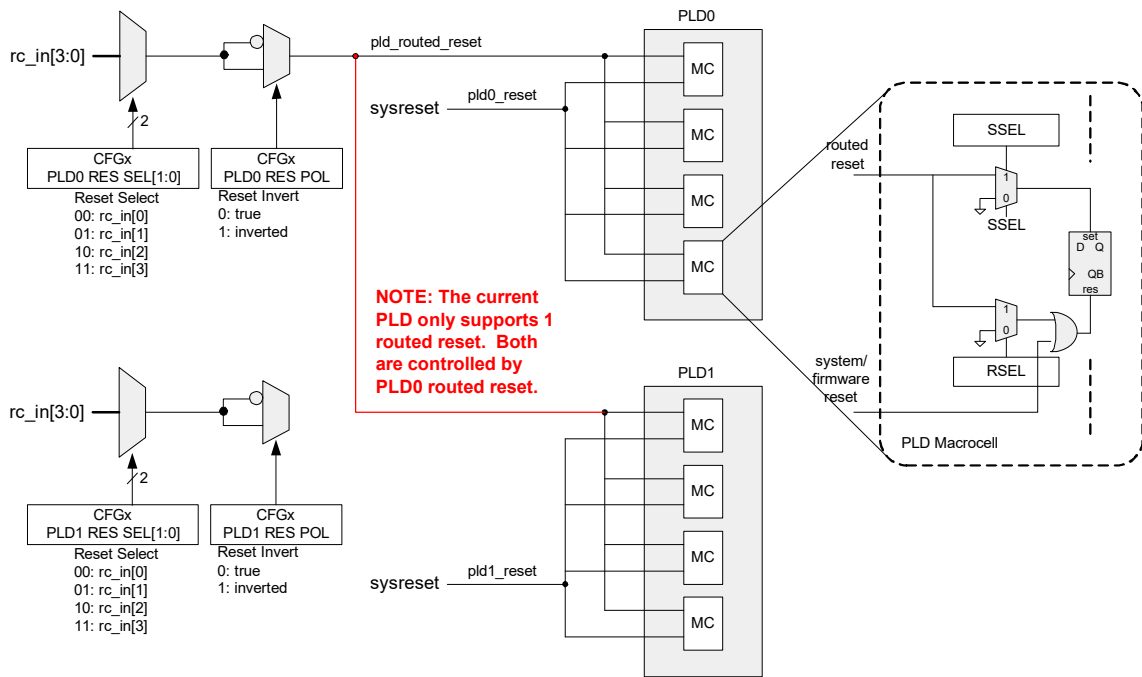 PLD0
rc_in[3:0]
pld_routed_reset
MC
sysreset
pld0_reset
MC
MC
MC
2
CFGx
PLD0 RES SEL[1:0]
Reset Select
00: rc_in[0]
01: rc_in[1]
10: rc_in[2]
11: rc_in[3]
CFGx
PLD0 RES POL
Reset Invert
0: true
1: inverted
NOTE: The current
PLD only supports 1
routed reset. Both
are controlled by
PLD0 routed reset.
routed
reset
SSEL
1
0
SSEL
set
D Q
QB
res
1
0
RSEL
system/
firmware
reset
PLD Macrocell
PLD1
rc_in[3:0]
MC
MC
MC
MC
2
CFGx
PLD1 RES SEL[1:0]
Reset Select
00: rc_in[0]
01: rc_in[1]
10: rc_in[2]
11: rc_in[3]
CFGx
PLD1 RES POL
Reset Invert
0: true
1: inverted
sysreset
pld1_reset